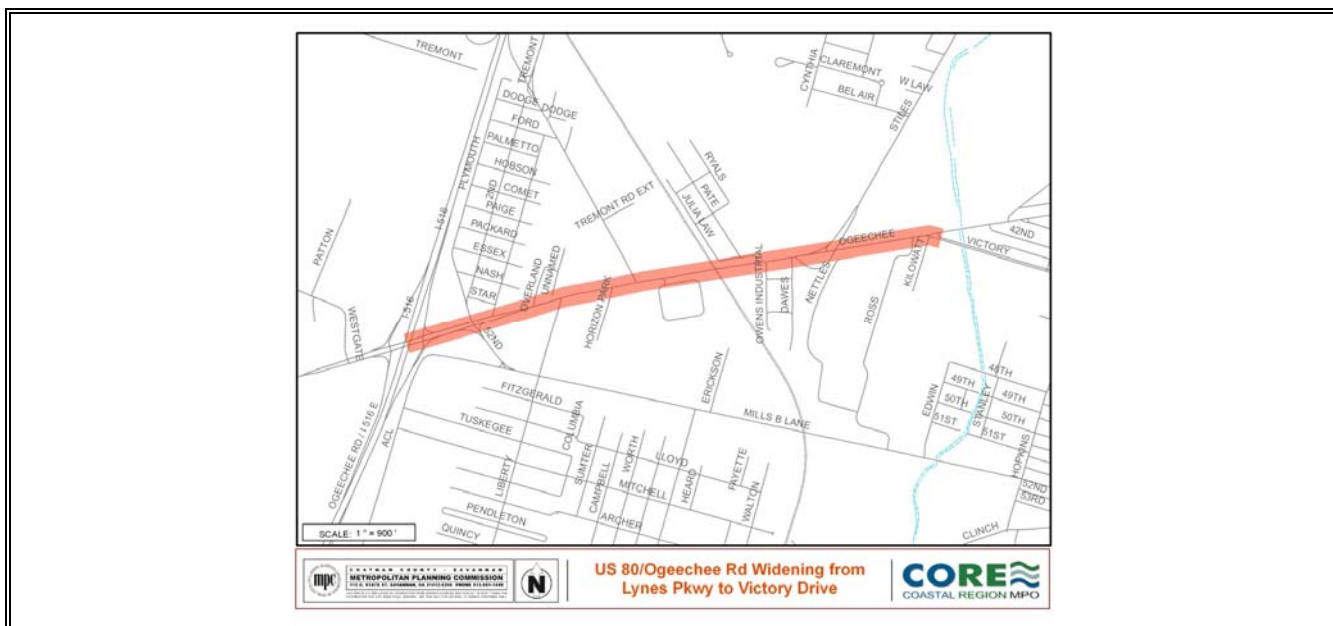 TREMONT
TREMONT
DODGE
DODGE
FORD
PALMETTO
HOBSON
COMET
2ND
PAIGE
PACKARD
ESSEX
NASH
STAR
PLYMOUTH
I-516
I-516
PATTON
WESTGATE
OVERLAND
UNNAMED
HORIZON PARK
TREMONT RD EXT
RYALS
PATE
JULIA LAW
CYNTHIA
CLAREMONT
BEL AIR
W LAW
STILES
OGEECHEE
VICTORY
42ND
KILOWATT
ROSS
NETTLES
DAWES
OWENS INDUSTRIAL
52ND
FITZGERALD
TUSKEGEE
COLUMBIA
ERICKSON
MILLS B LANE
EDWIN
48TH
49TH
49TH
50TH
50TH
51ST
51ST
STANLEY
HOPKINS
52ND
53RD
CLINCH
OGEECHEE RD / I 516 E
ACL
LIBERTY
SUMTER
CAMPBELL
WORTH
LLOYD
MITCHELL
HEARD
FAYETTE
WALTON
ARCHER
PENDLETON
QUINCY
SCALE: 1" = 900'
mpc
CHATHAM COUNTY - SAVANNAH
METROPOLITAN PLANNING COMMISSION
N
US 80/Ogeechee Rd Widening from
Lynes Pkwy to Victory Drive
CORE
COASTAL REGION MPO